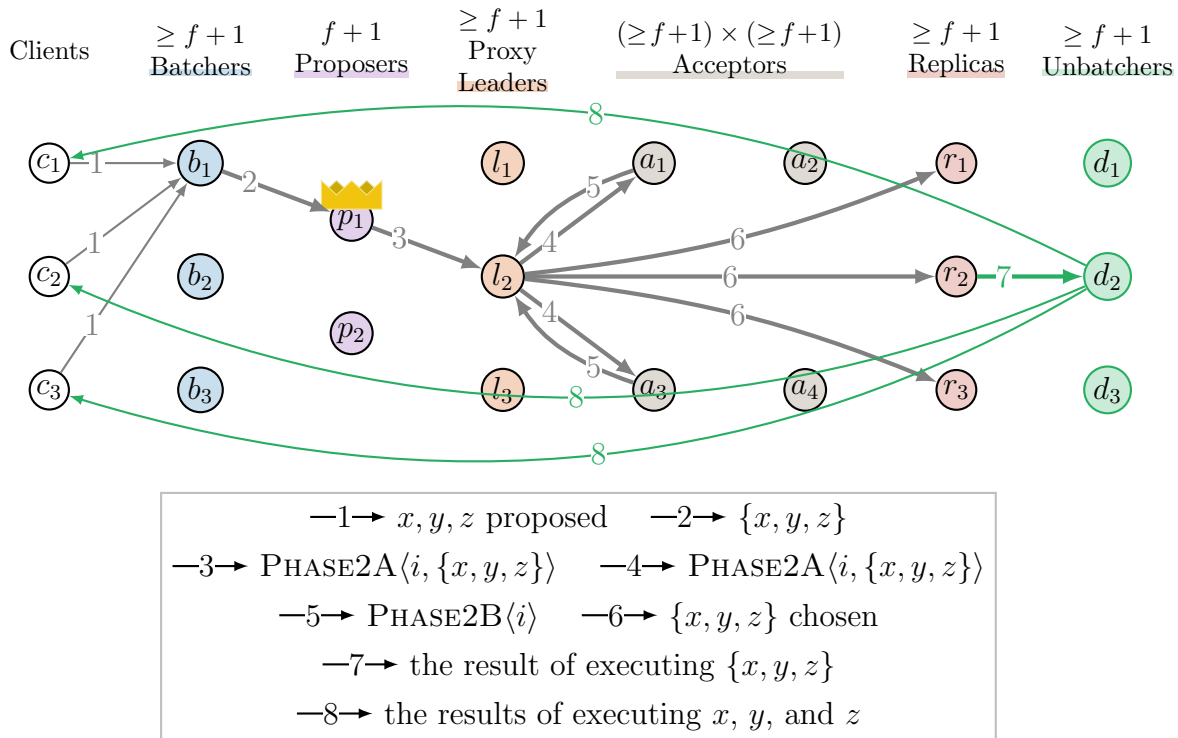 Clients
≥ f + 1
Batchers
f + 1
Proposers
≥ f + 1
Proxy
Leaders
(≥ f+1) × (≥ f+1)
Acceptors
≥ f + 1
Replicas
≥ f + 1
Unbatchers
8
c₁ 1 b₁ l₁ a₁ a₂ r₁ d₁
2 5
p₁ 3 4 6
1
c₂ b₂ l₂ 6 r₂ 7 d₂
1 p₂ 4 6
5
c₃ b₃ l₃ 8 a₃ a₄ r₃ d₃
8
1 x, y, z proposed 2 {x, y, z}
3 PHASE2A⟨i, {x, y, z}⟩ 4 PHASE2A⟨i, {x, y, z}⟩
5 PHASE2B⟨i⟩ 6 {x, y, z} chosen
7 the result of executing {x, y, z}
8 the results of executing x, y, and z